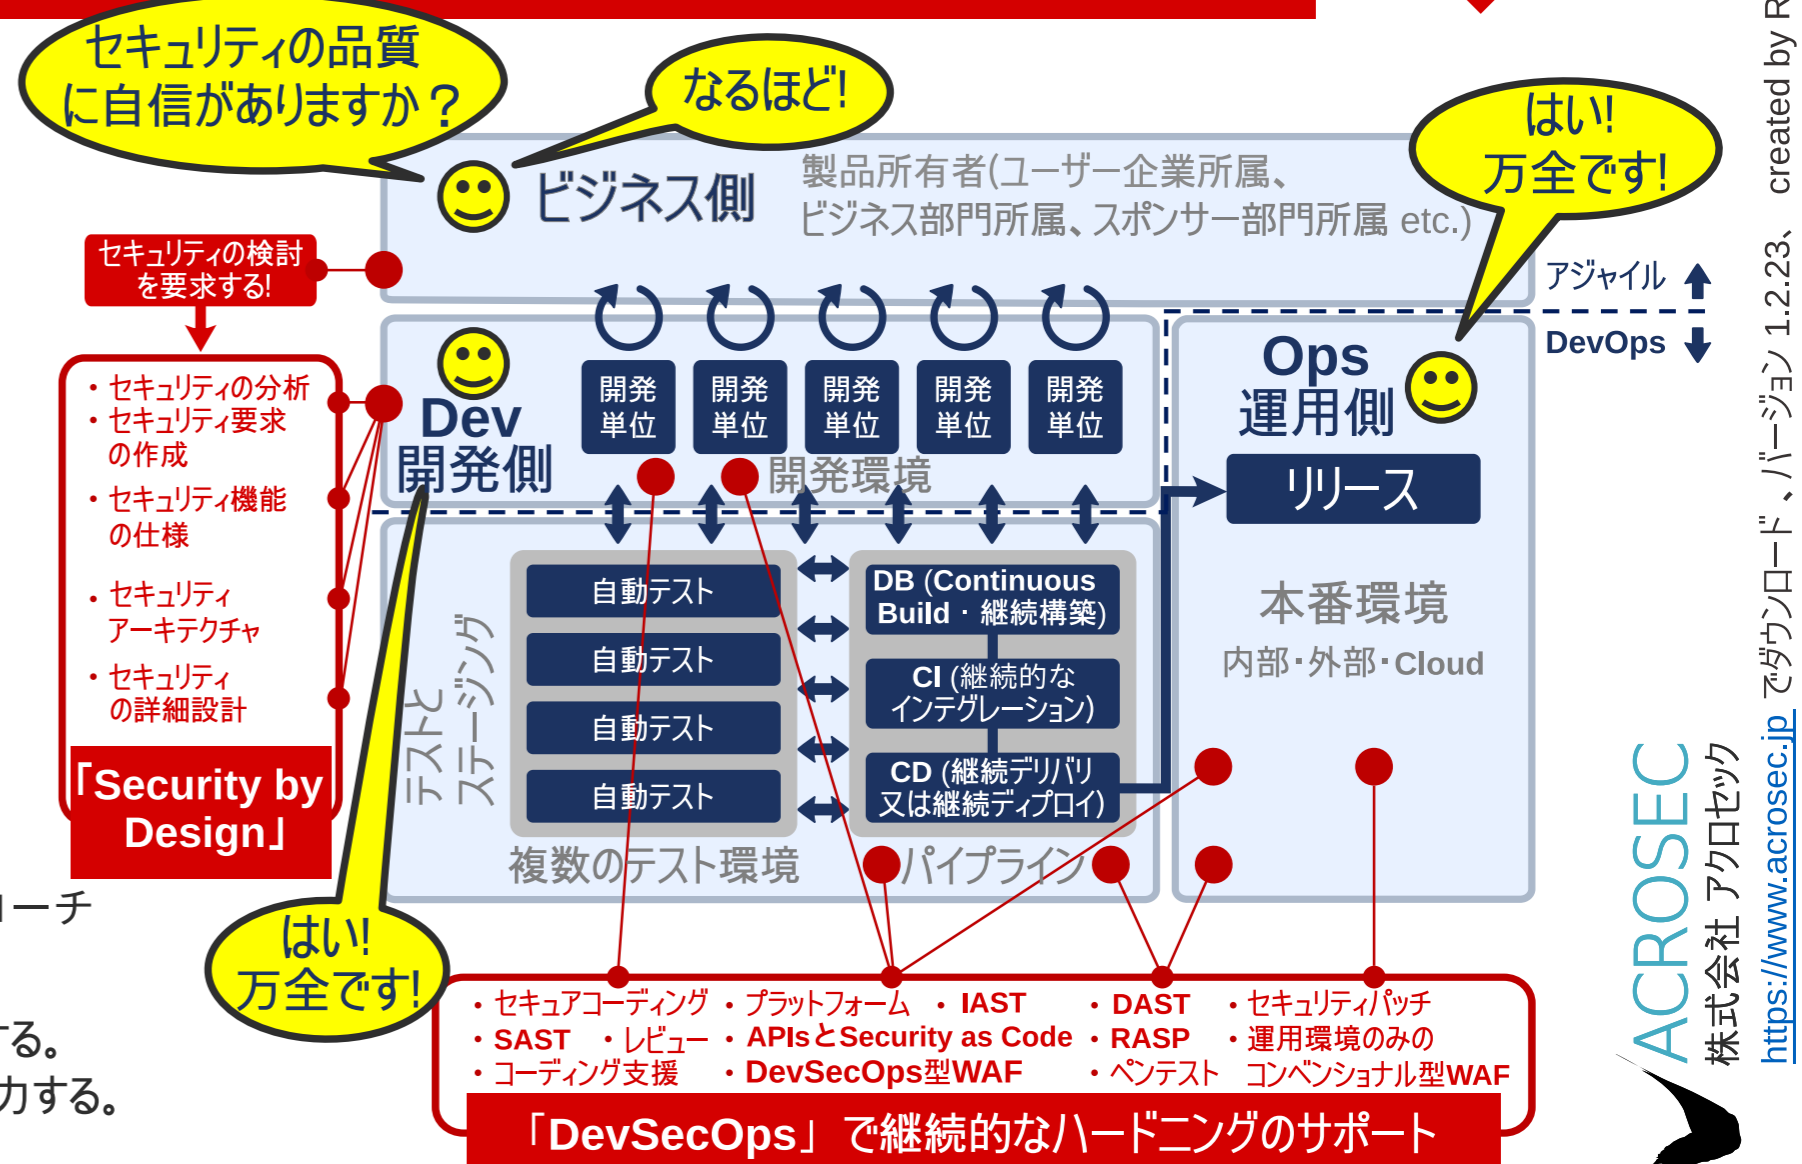 セキュリティの品質
に自信がありますか？
なるほど!
はい!
万全です!
ビジネス側
製品所有者(ユーザー企業所属、
ビジネス部門所属、スポンサー部門所属 etc.)
セキュリティの検討
を要求する!
アジャイル
DevOps
・セキュリティの分析
・セキュリティ要求
の作成
・セキュリティ機能
の仕様
・セキュリティ
アーキテクチャ
・セキュリティ
の詳細設計
「Security by
Design」
Dev
開発側
開発
単位
開発
単位
開発
単位
開発
単位
開発
単位
開発環境
Ops
運用側
リリース
本番環境
内部・外部・Cloud
テストと
ステージング
自動テスト
自動テスト
自動テスト
自動テスト
複数のテスト環境
DB (Continuous
Build・継続構築)
CI (継続的な
インテグレーション)
CD (継続デリバリ
又は継続ディプロイ)
パイプライン
はい!
万全です!
ローチ
する。
力する。
・セキュアコーディング
・SAST ・レビュー
・コーディング支援
・プラットフォーム ・IAST
・APIsとSecurity as Code
・DevSecOps型WAF
・DAST
・RASP
・ペンテスト
・セキュリティパッチ
・運用環境のみの
コンベンショナル型WAF
「DevSecOps」で継続的なハードニングのサポート
ACROSEC
株式会社 アクロセック
https://www.acrosec.jp でダウンロード、バージョン 1.2.23、 created by R